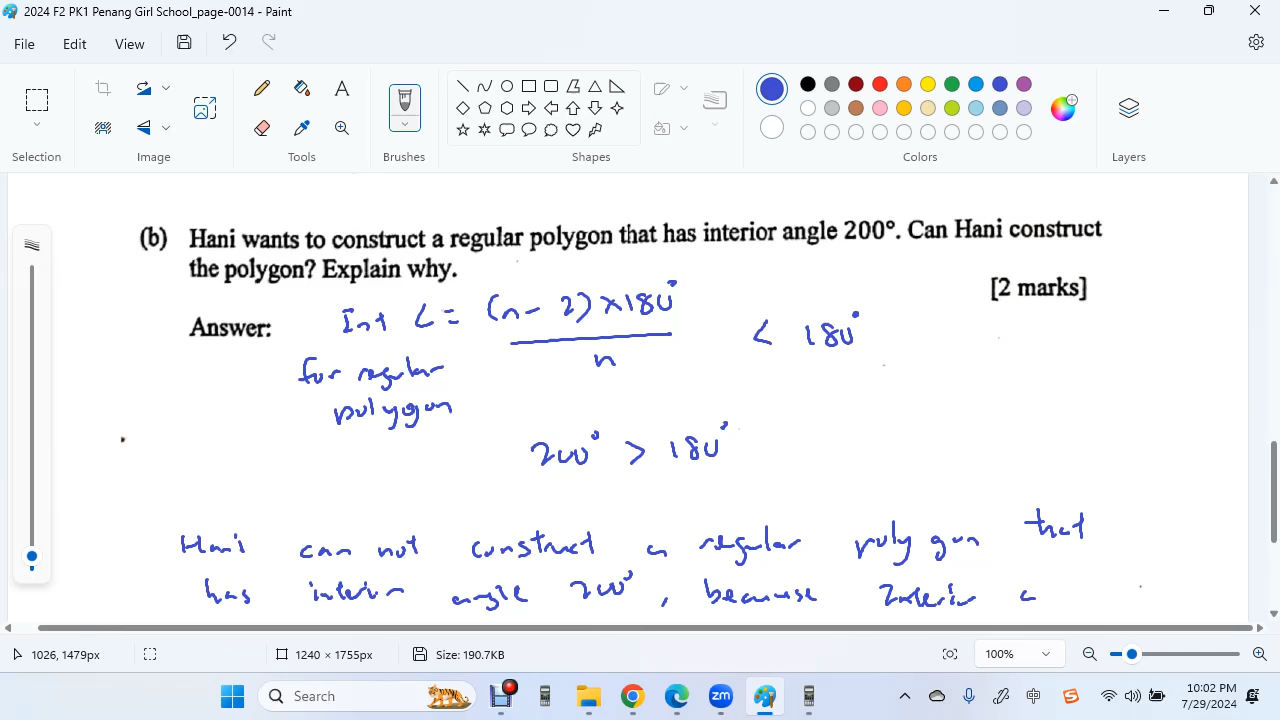 2024 F2 PK1 Penang Girl School_page-0014 - Paint
File Edit View
Selection Image Tools Brushes Shapes Colors Layers
(b) Hani wants to construct a regular polygon that has interior angle 200°. Can Hani construct
the polygon? Explain why.
[2 marks]
Answer:
Int ∠ = (n - 2) × 180° < 180°
n
for regular
polygon
200° > 180°
Hani can not construct a regular polygon that
has interior angle 200°, because Interior a
1026, 1479px 1240 × 1755px Size: 190.7KB 100%
Search zm 中 10:02 PM
7/29/2024